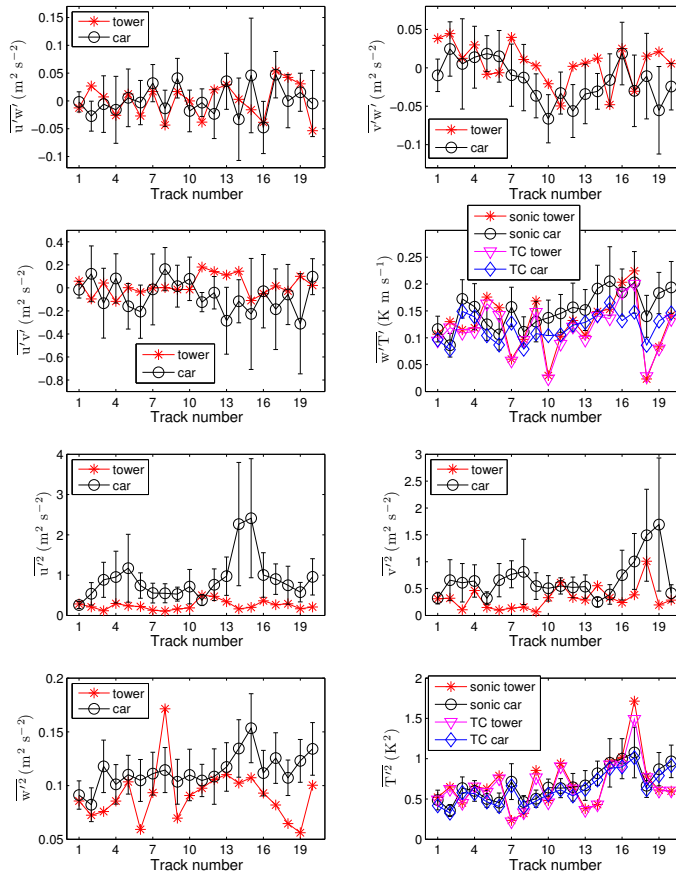 tower
car
0.1
0.05
0
−0.05
−0.1
u′w′ (m² s⁻²)
1 4 7 10 13 16 19
Track number
0.05
0
−0.05
−0.1
v′w′ (m² s⁻²)
tower
car
1 4 7 10 13 16 19
Track number
0.4
0.2
0
−0.2
−0.4
−0.6
−0.8
u′v′ (m² s⁻²)
tower
car
1 4 7 10 13 16 19
Track number
sonic tower
sonic car
TC tower
TC car
0.25
0.2
0.15
0.1
0.05
0
w′T′ (K m s⁻¹)
1 4 7 10 13 16 19
Track number
tower
car
4
3
2
1
0
u′² (m² s⁻²)
1 4 7 10 13 16 19
Track number
tower
car
3
2.5
2
1.5
1
0.5
0
v′² (m² s⁻²)
1 4 7 10 13 16 19
Track number
tower
car
0.2
0.15
0.1
0.05
w′² (m² s⁻²)
1 4 7 10 13 16 19
Track number
sonic tower
sonic car
TC tower
TC car
2
1.5
1
0.5
0
T′² (K²)
1 4 7 10 13 16 19
Track number